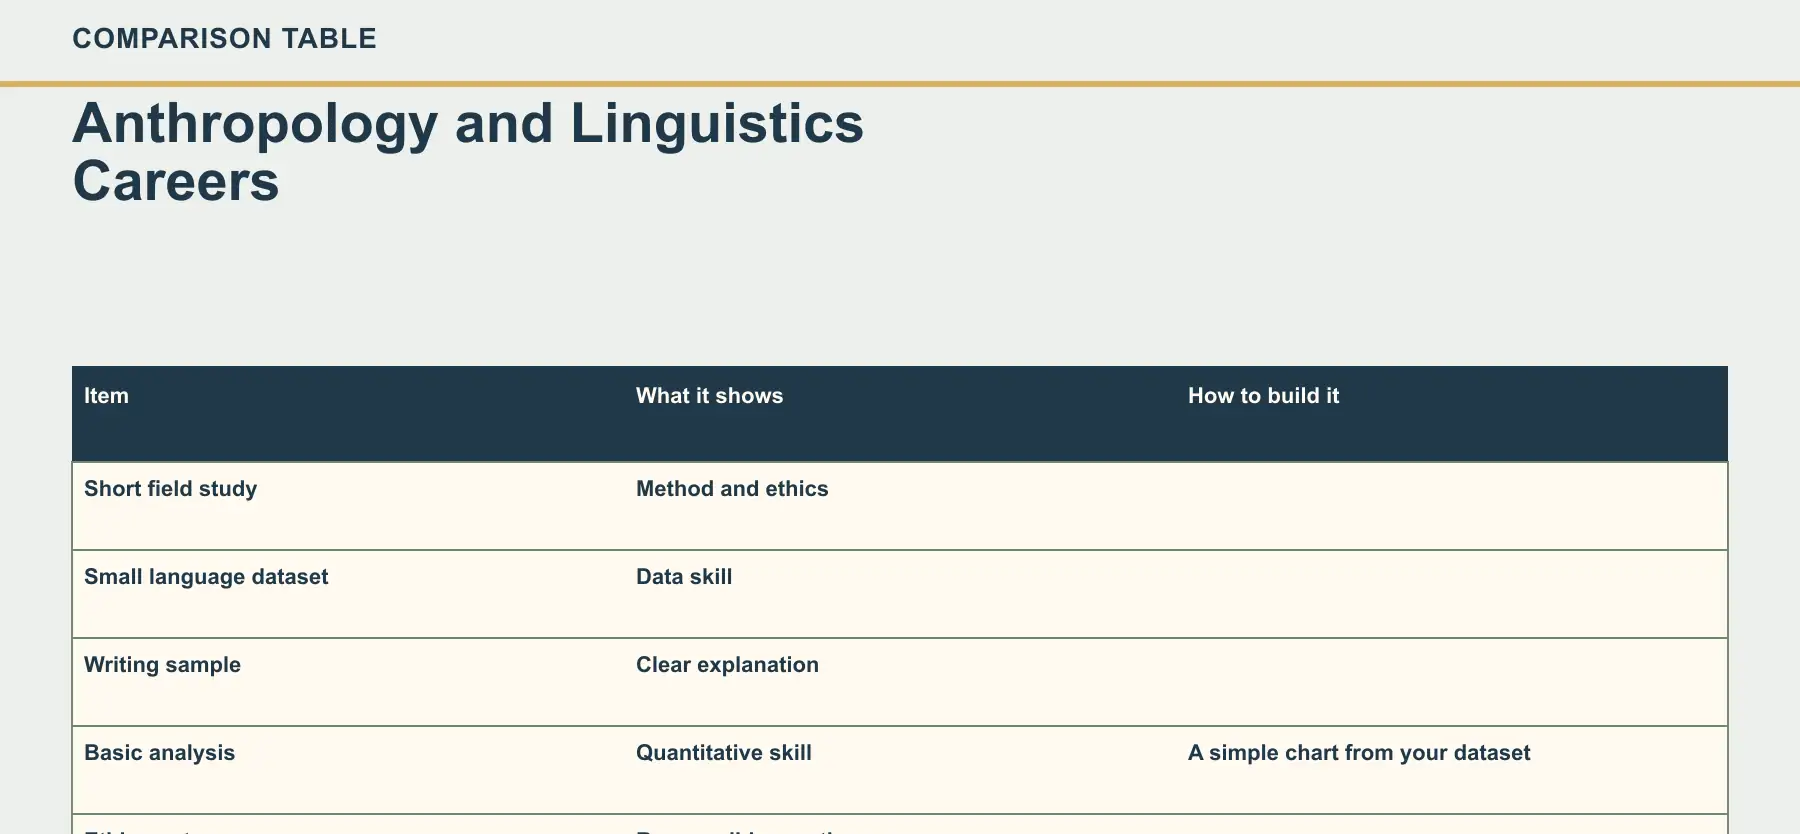 COMPARISON TABLE
Anthropology and Linguistics
Careers
Item What it shows How to build it
Short field study Method and ethics
Small language dataset Data skill
Writing sample Clear explanation
Basic analysis Quantitative skill A simple chart from your dataset